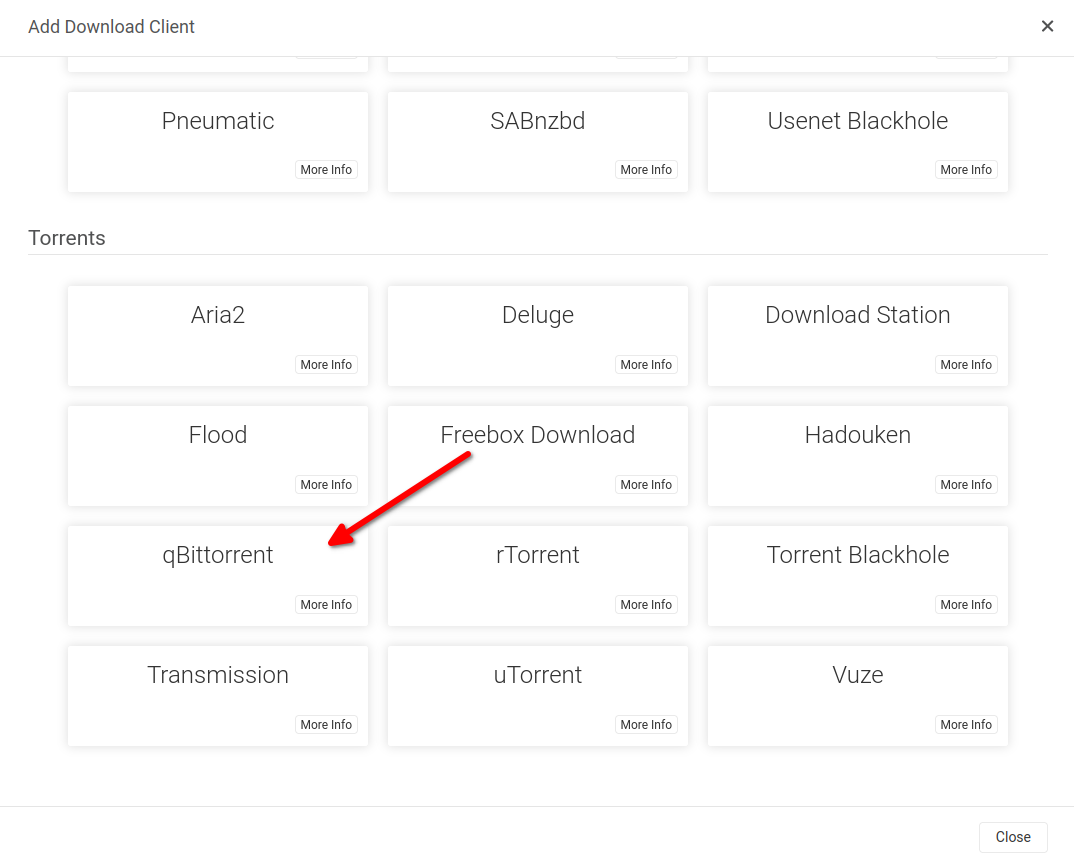 Add Download Client
Pneumatic
SABnzbd
Usenet Blackhole
More Info
More Info
More Info
Torrents
Aria2
Deluge
Download Station
More Info
More Info
More Info
Flood
Freebox Download
Hadouken
More Info
More Info
More Info
qBittorrent
rTorrent
Torrent Blackhole
More Info
More Info
More Info
Transmission
uTorrent
Vuze
More Info
More Info
More Info
Close